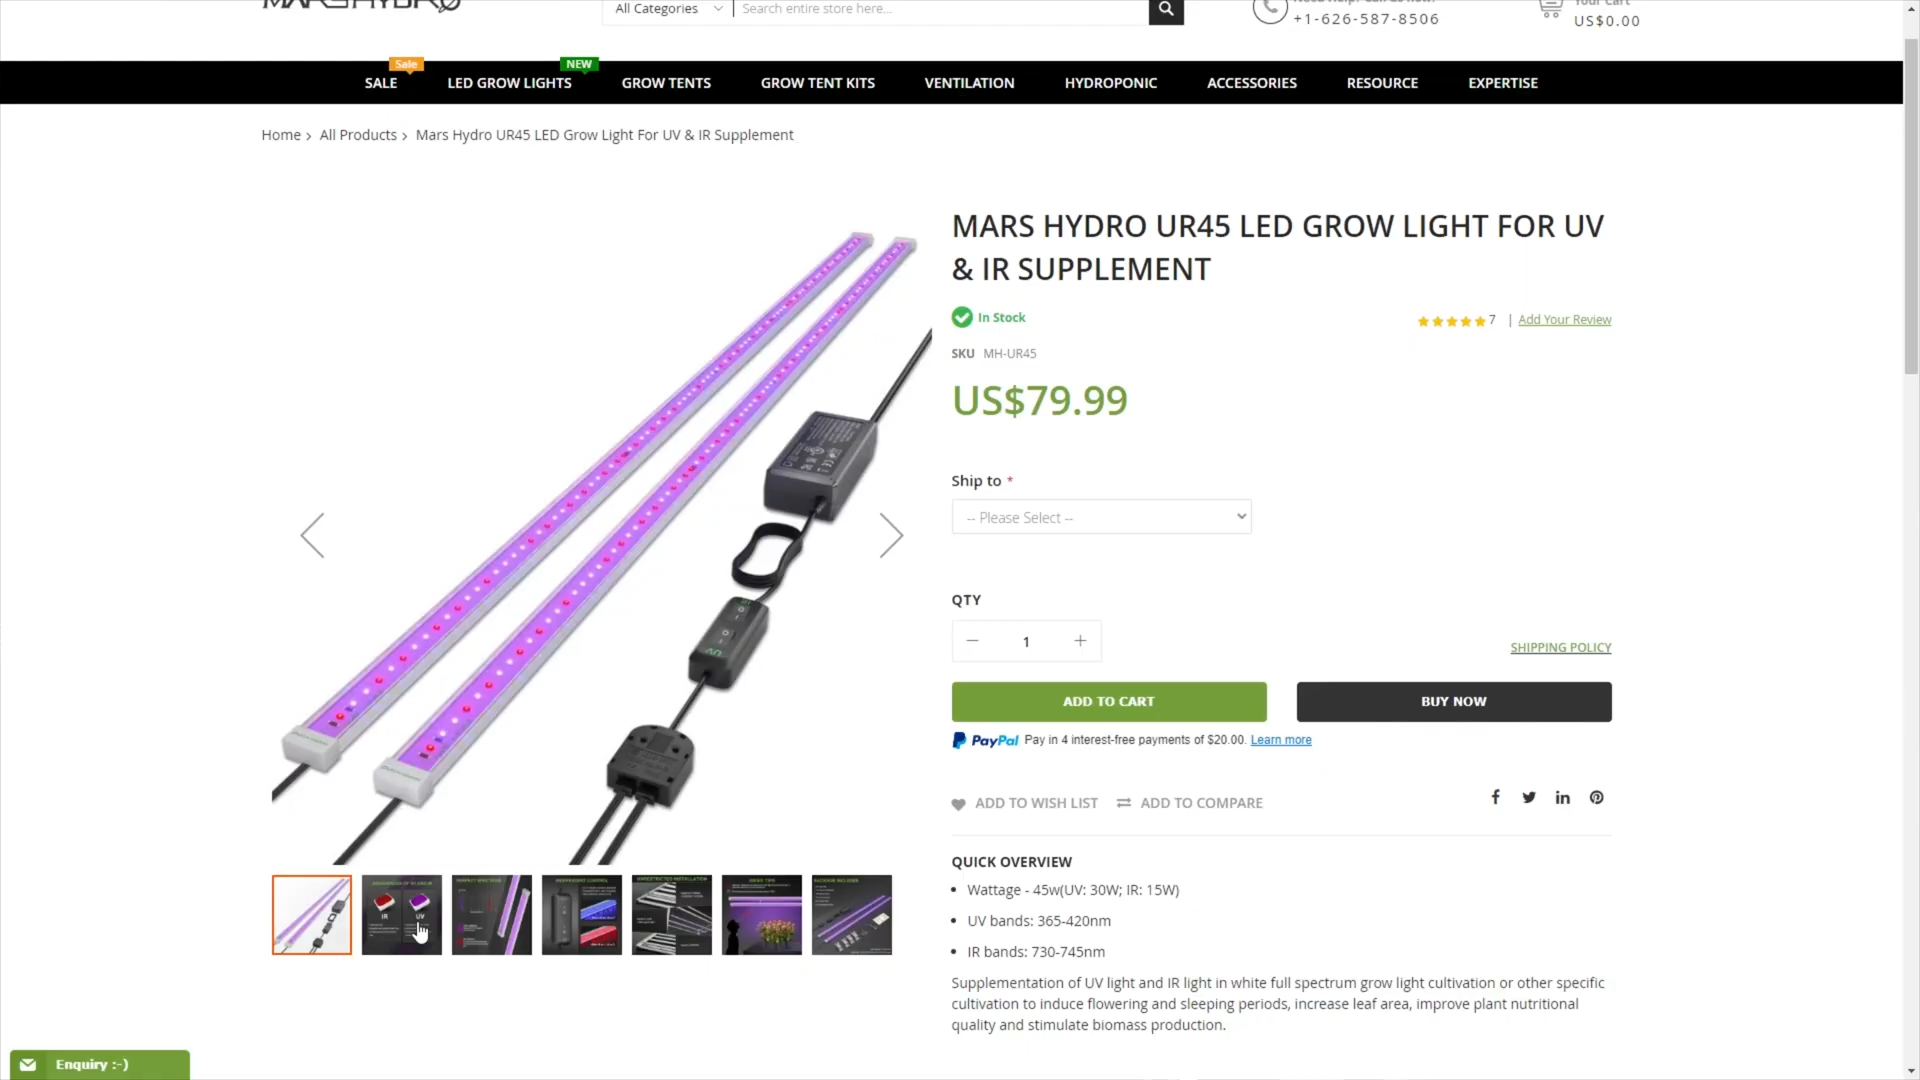 MARS HYDRO
All Categories
Search entire store here...
+1-626-587-8506
Your Cart
US$0.00
Sale
NEW
SALE
LED GROW LIGHTS
GROW TENTS
GROW TENT KITS
VENTILATION
HYDROPONIC
ACCESSORIES
RESOURCE
EXPERTISE
Home › All Products › Mars Hydro UR45 LED Grow Light For UV & IR Supplement
MARS HYDRO UR45 LED GROW LIGHT FOR UV
& IR SUPPLEMENT
In Stock
7 | Add Your Review
SKU MH-UR45
US$79.99
Ship to *
-- Please Select --
QTY
1
SHIPPING POLICY
ADD TO CART
BUY NOW
PayPal Pay in 4 interest-free payments of $20.00. Learn more
ADD TO WISH LIST
ADD TO COMPARE
UV
IR
UV
QUICK OVERVIEW
• Wattage - 45w(UV: 30W; IR: 15W)
• UV bands: 365-420nm
• IR bands: 730-745nm
Supplementation of UV light and IR light in white full spectrum grow light cultivation or other specific
cultivation to induce flowering and sleeping periods, increase leaf area, improve plant nutritional
quality and stimulate biomass production.
Enquiry :-)